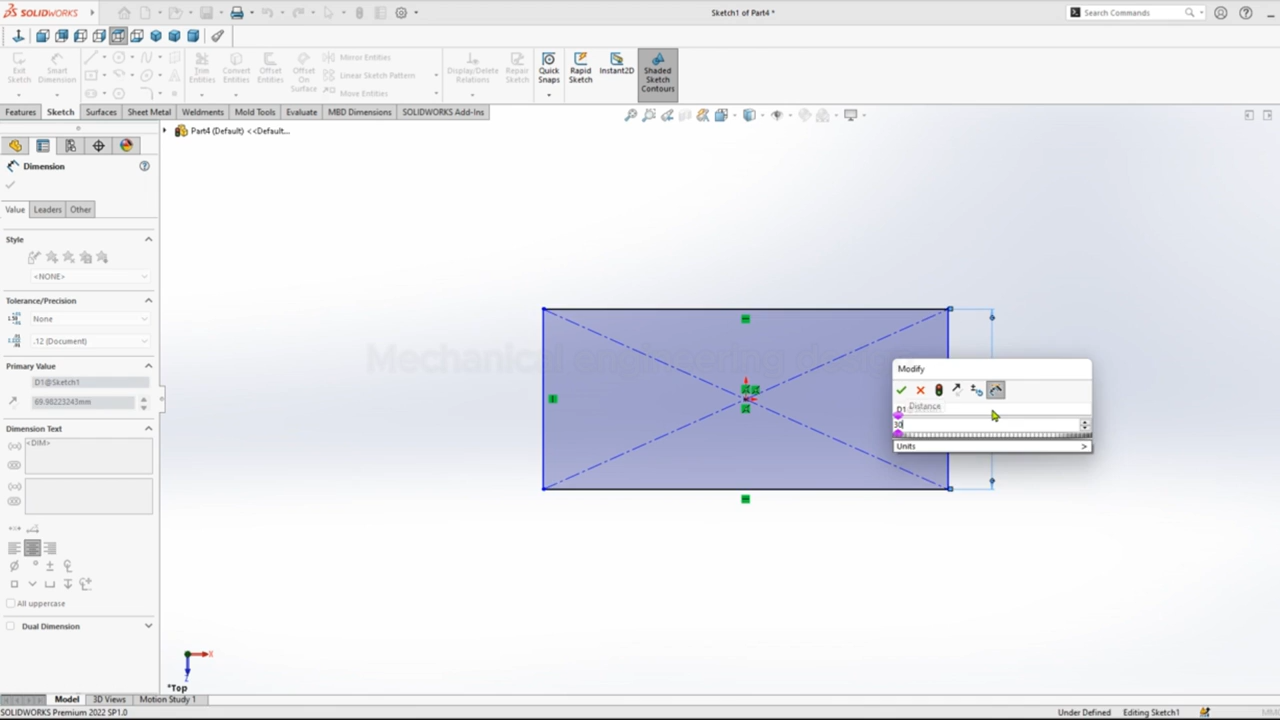 SOLIDWORKS
Sketch1 of Part4 *
Search Commands
Exit Sketch
Smart Dimension
Trim Entities
Convert Entities
Offset Entities
Offset On Surface
Mirror Entities
Linear Sketch Pattern
Move Entities
Display/Delete Relations
Repair Sketch
Quick Snaps
Rapid Sketch
Instant2D
Shaded Sketch Contours
Features
Sketch
Surfaces
Sheet Metal
Weldments
Mold Tools
Evaluate
MBD Dimensions
SOLIDWORKS Add-Ins
Part4 (Default) <<Default...
Dimension
Value
Leaders
Other
Style
<NONE>
Tolerance/Precision
None
.12 (Document)
Primary Value
D1@Sketch1
69.98223243mm
Dimension Text
<DIM>
All uppercase
Dual Dimension
Mechanical engineering design
Modify
D1
Distance
30
Units
X
Z
*Top
Model
3D Views
Motion Study 1
SOLIDWORKS Premium 2022 SP1.0
Under Defined
Editing Sketch1